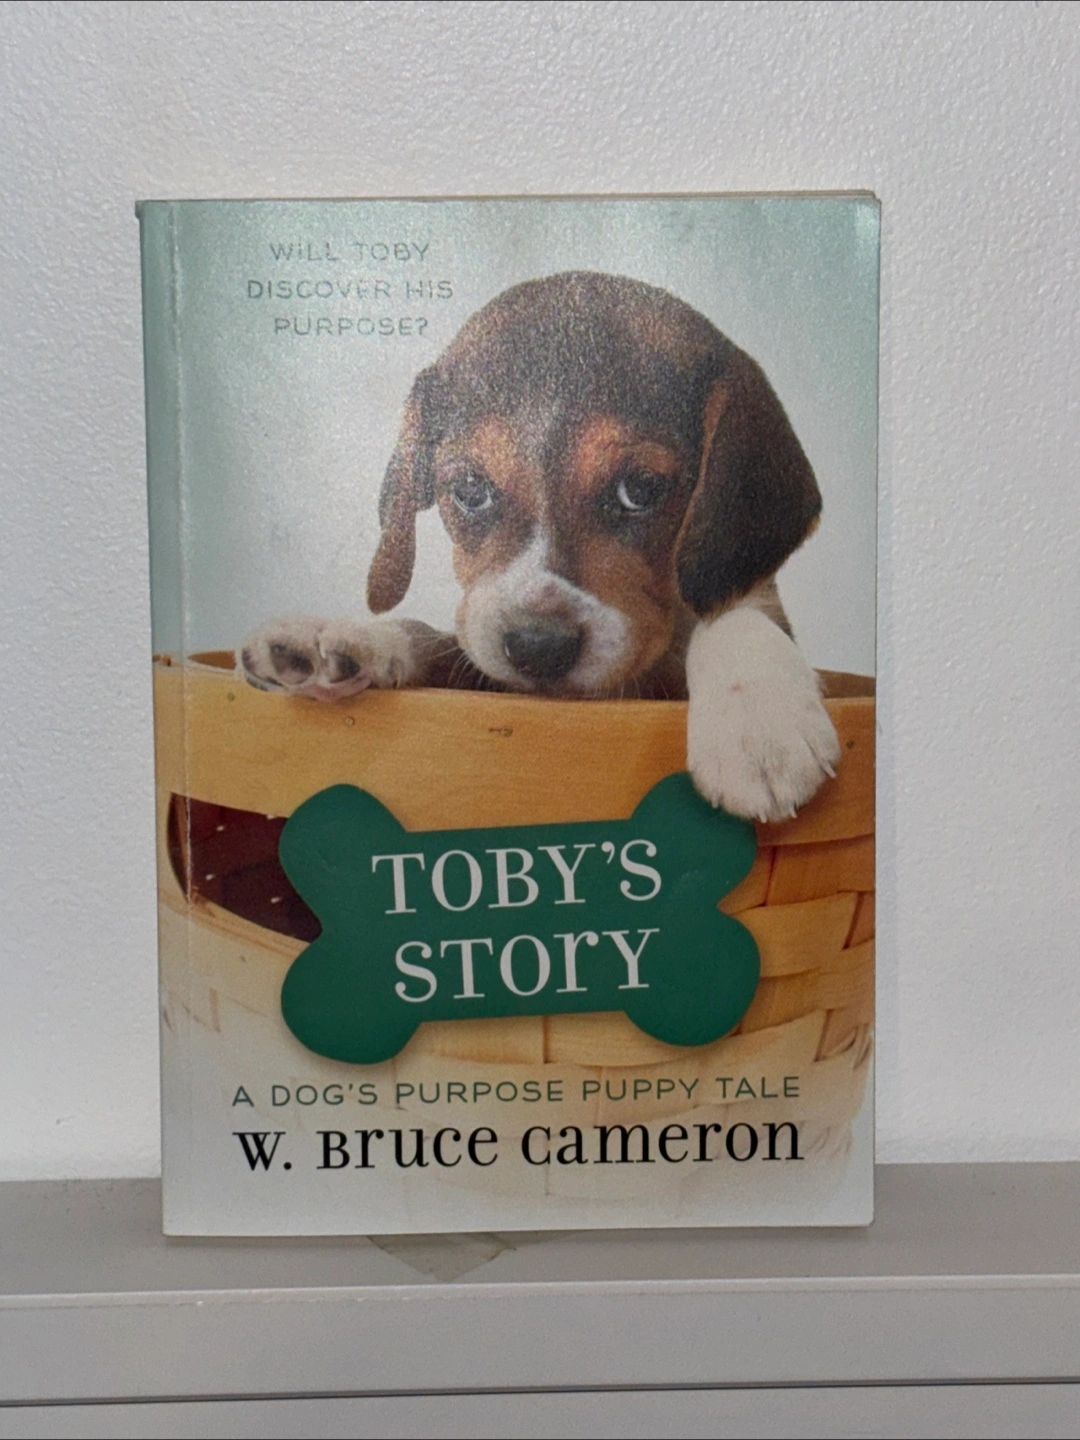 WILL TOBY
DISCOVER HIS
PURPOSE?
TOBY'S
STORY
A DOG'S PURPOSE PUPPY TALE
W. Bruce Cameron